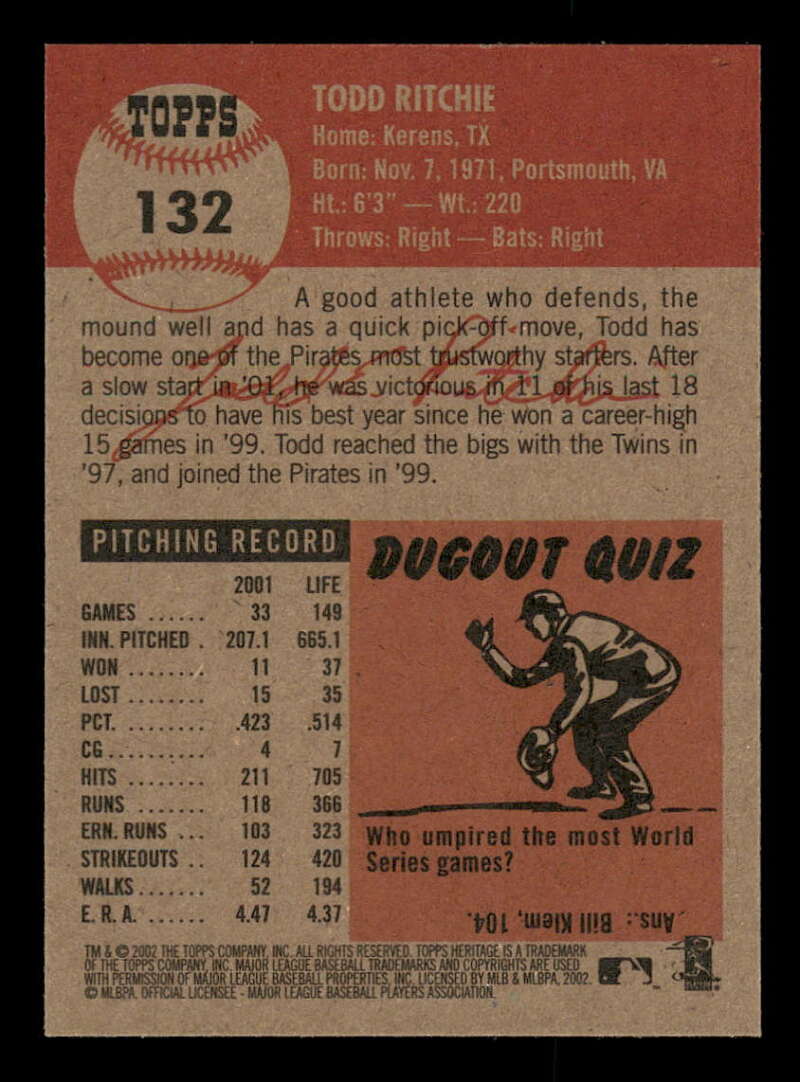 TOPPS
132
TODD RITCHIE
Home: Kerens, TX
Born: Nov. 7, 1971, Portsmouth, VA
Ht.: 6'3" — Wt.: 220
Throws: Right — Bats: Right
A good athlete who defends, the
mound well and has a quick pick-off move, Todd has
become one of the Pirates most trustworthy starters. After
a slow start in '01, he was victorious in 11 of his last 18
decisions to have his best year since he won a career-high
15 games in '99. Todd reached the bigs with the Twins in
'97, and joined the Pirates in '99.
Todd Ritchie
PITCHING RECORD
2001 LIFE
GAMES ...... 33 149
INN. PITCHED . 207.1 665.1
WON ........ 11 37
LOST ........ 15 35
PCT. ........ .423 .514
CG.......... 4 7
HITS ........ 211 705
RUNS ....... 118 366
ERN. RUNS ... 103 323
STRIKEOUTS .. 124 420
WALKS....... 52 194
E. R. A. ...... 4.47 4.37
DUGOUT QUIZ
Who umpired the most World
Series games?
Ans.: Bill Klem, 104.
TM & © 2002 THE TOPPS COMPANY, INC. ALL RIGHTS RESERVED. TOPPS HERITAGE IS A TRADEMARK
OF THE TOPPS COMPANY, INC. MAJOR LEAGUE BASEBALL TRADEMARKS AND COPYRIGHTS ARE USED
WITH PERMISSION OF MAJOR LEAGUE BASEBALL PROPERTIES, INC. LICENSED BY MLB & MLBPA, 2002.
© MLBPA. OFFICIAL LICENSEE - MAJOR LEAGUE BASEBALL PLAYERS ASSOCIATION.